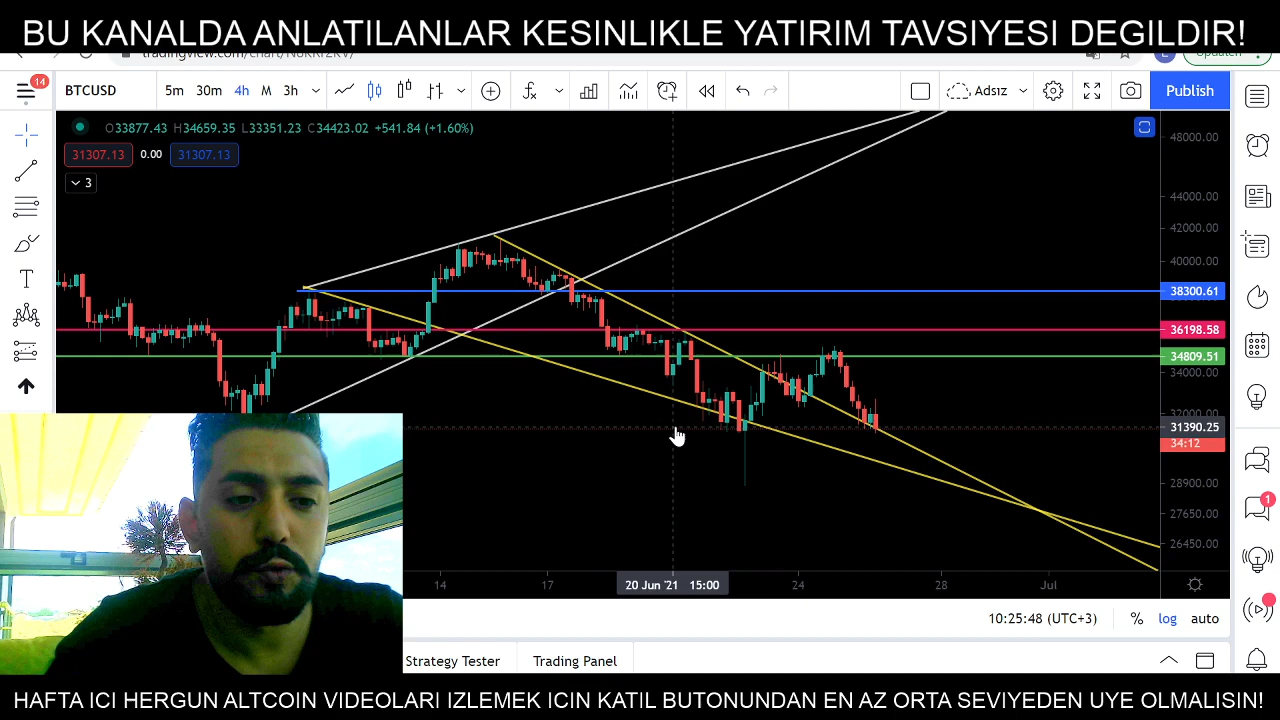 BU KANALDA ANLATILANLAR KESINLIKLE YATIRIM TAVSIYESI DEGILDIR!
14
BTCUSD 5m 30m 4h M 3h Adsız Publish
O33877.43 H34659.35 L33351.23 C34423.02 +541.84 (+1.60%)
31307.13 0.00 31307.13
3
48000.00
44000.00
42000.00
40000.00
38300.61
36198.58
34809.51
34000.00
32000.00
31390.25
34:12
28900.00
27650.00
26450.00
14 17 20 Jun '21 15:00 24 28 Jul
10:25:48 (UTC+3) % log auto
Strategy Tester Trading Panel
1
HAFTA ICI HERGUN ALTCOIN VIDEOLARI IZLEMEK ICIN KATIL BUTONUNDAN EN AZ ORTA SEVIYEDEN UYE OLMALISIN!